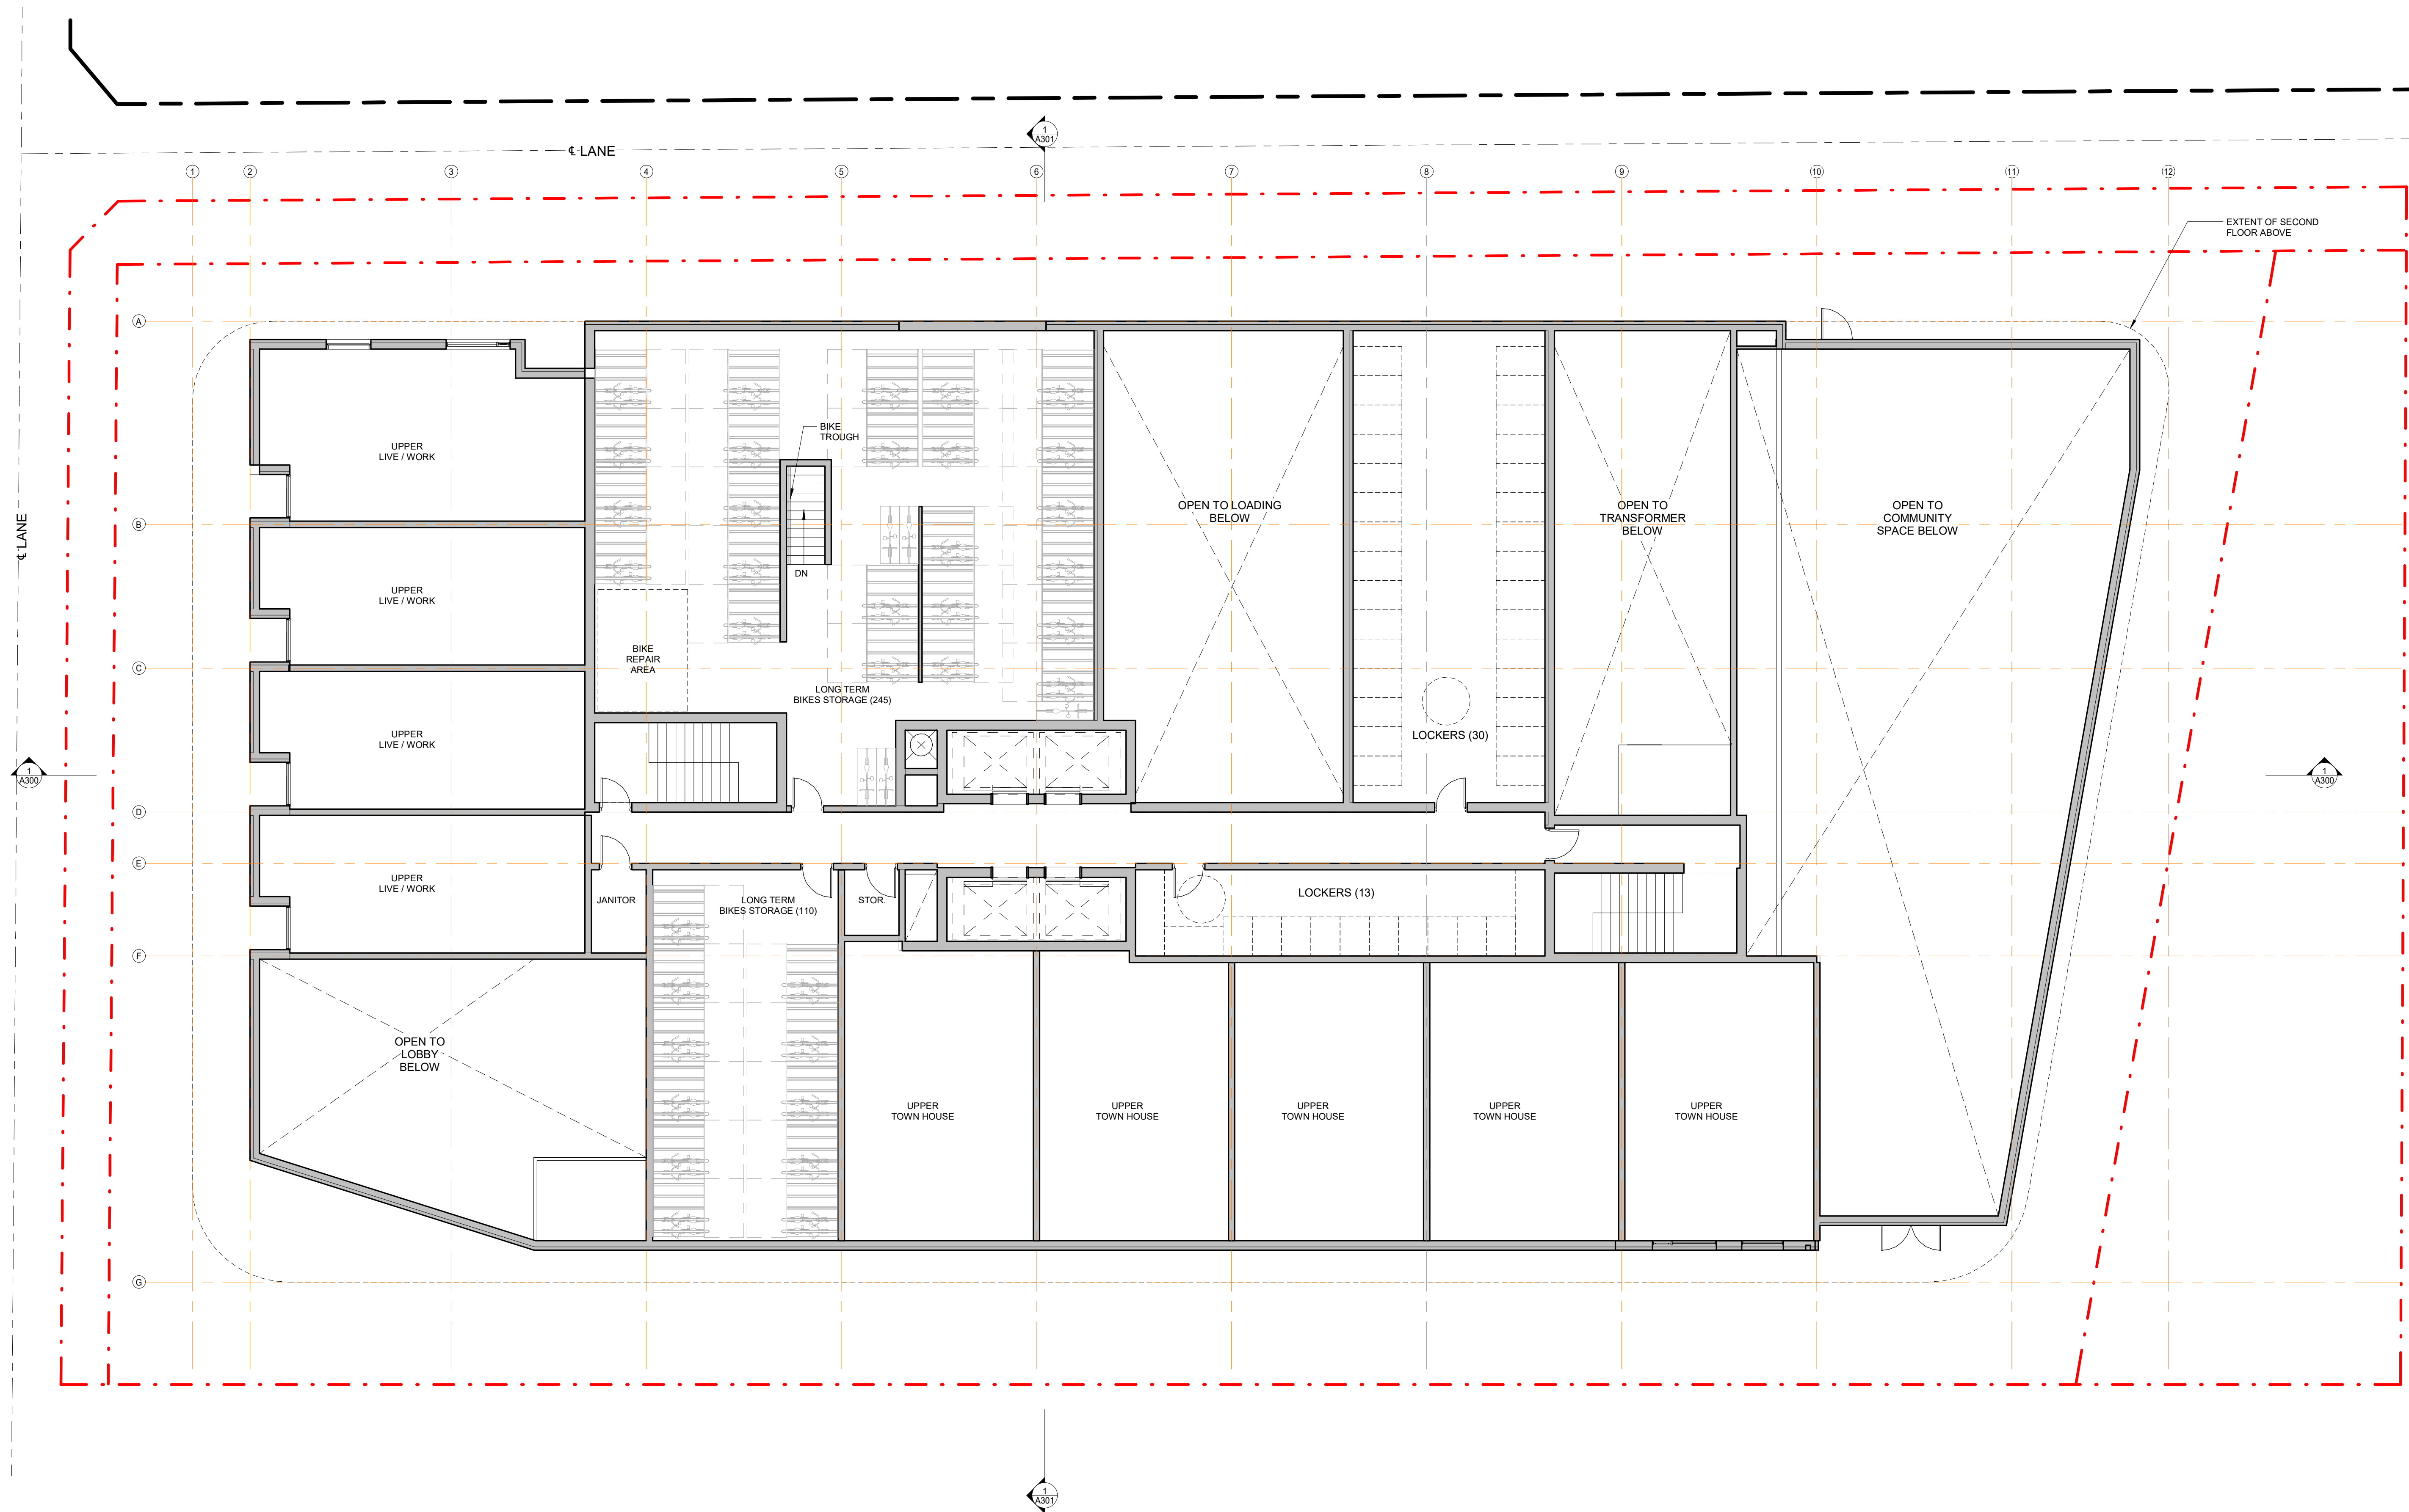 1
A301
℄ LANE
1
2
3
4
5
6
7
8
9
10
11
12
EXTENT OF SECOND
FLOOR ABOVE
A
B
C
D
E
F
G
℄ LANE
1
A300
1
A300
UPPER
LIVE / WORK
UPPER
LIVE / WORK
UPPER
LIVE / WORK
UPPER
LIVE / WORK
BIKE
TROUGH
DN
BIKE
REPAIR
AREA
LONG TERM
BIKES STORAGE (245)
OPEN TO LOADING
BELOW
LOCKERS (30)
OPEN TO
TRANSFORMER
BELOW
OPEN TO
COMMUNITY
SPACE BELOW
JANITOR
LONG TERM
BIKES STORAGE (110)
STOR.
LOCKERS (13)
OPEN TO
LOBBY
BELOW
UPPER
TOWN HOUSE
UPPER
TOWN HOUSE
UPPER
TOWN HOUSE
UPPER
TOWN HOUSE
UPPER
TOWN HOUSE
1
A301